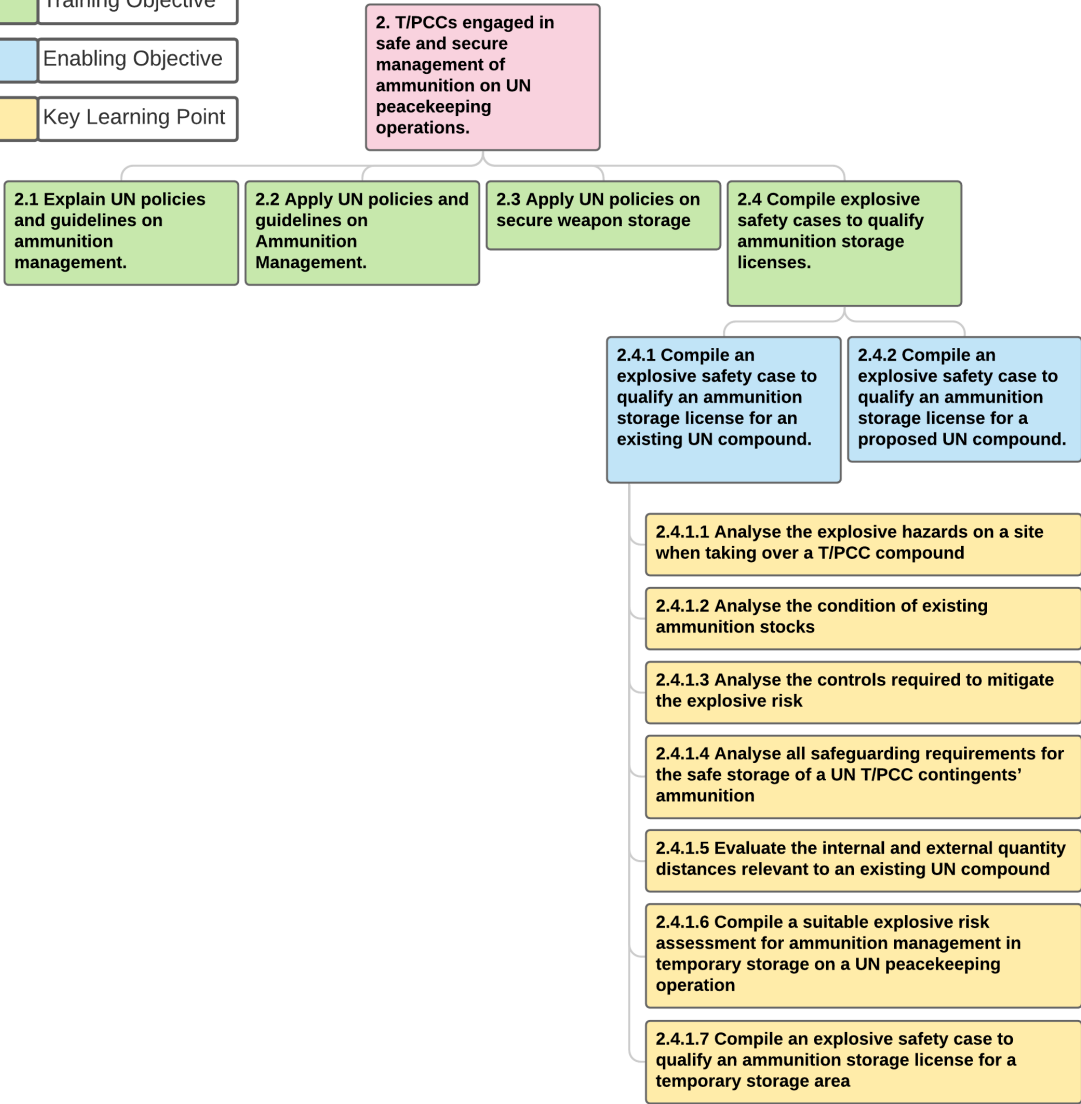 Training Objective
Enabling Objective
Key Learning Point
2. T/PCCs engaged in
safe and secure
management of
ammunition on UN
peacekeeping
operations.
2.1 Explain UN policies
and guidelines on
ammunition
management.
2.2 Apply UN policies and
guidelines on
Ammunition
Management.
2.3 Apply UN policies on
secure weapon storage
2.4 Compile explosive
safety cases to qualify
ammunition storage
licenses.
2.4.1 Compile an
explosive safety case to
qualify an ammunition
storage license for an
existing UN compound.
2.4.2 Compile an
explosive safety case to
qualify an ammunition
storage license for a
proposed UN compound.
2.4.1.1 Analyse the explosive hazards on a site
when taking over a T/PCC compound
2.4.1.2 Analyse the condition of existing
ammunition stocks
2.4.1.3 Analyse the controls required to mitigate
the explosive risk
2.4.1.4 Analyse all safeguarding requirements for
the safe storage of a UN T/PCC contingents’
ammunition
2.4.1.5 Evaluate the internal and external quantity
distances relevant to an existing UN compound
2.4.1.6 Compile a suitable explosive risk
assessment for ammunition management in
temporary storage on a UN peacekeeping
operation
2.4.1.7 Compile an explosive safety case to
qualify an ammunition storage license for a
temporary storage area